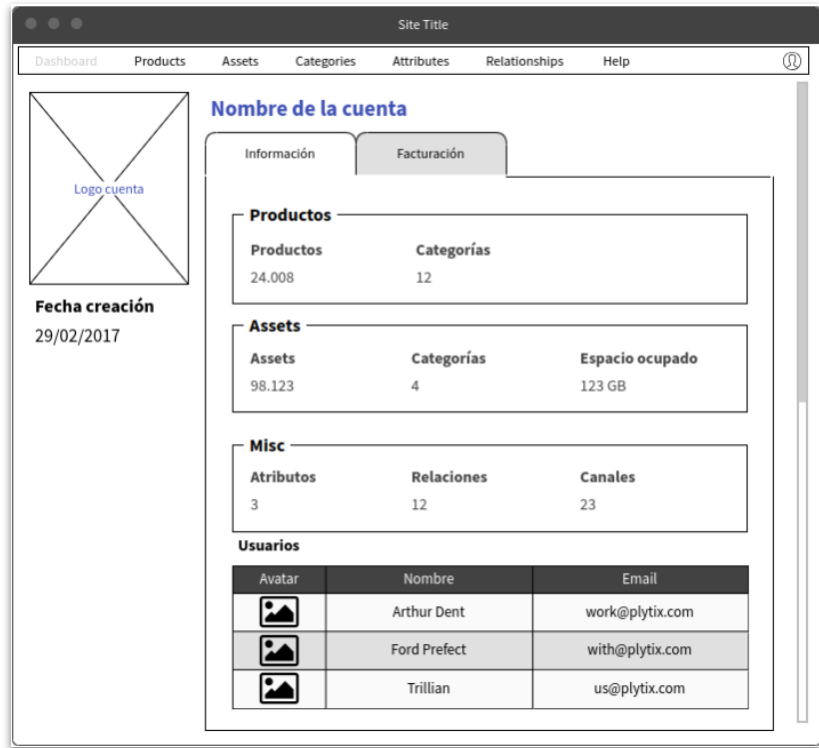 Site Title
Dashboard Products Assets Categories Attributes Relationships Help
Logo cuenta
Fecha creación
29/02/2017
Nombre de la cuenta
Información Facturación
Productos
Productos Categorías
24.008 12
Assets
Assets Categorías Espacio ocupado
98.123 4 123 GB
Misc
Atributos Relaciones Canales
3 12 23
Usuarios
Avatar Nombre Email
Arthur Dent work@plytix.com
Ford Prefect with@plytix.com
Trillian us@plytix.com